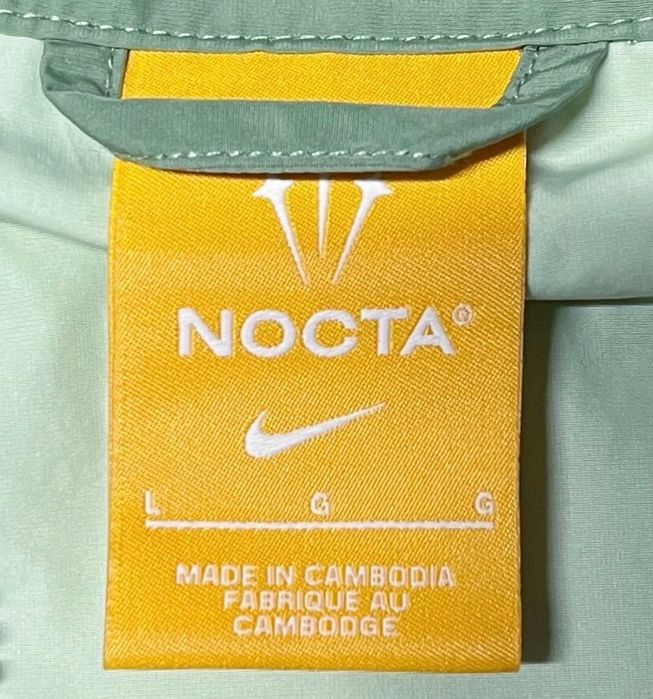 NOCTA®
L G G
MADE IN CAMBODIA
FABRIQUE AU
CAMBODGE